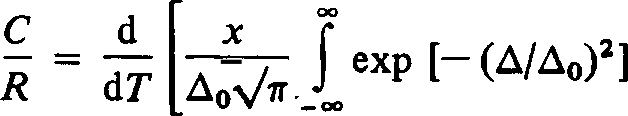 C/R = d/dT [ x/(Δ₀√π) ∫_{-∞}^{∞} exp [−(Δ/Δ₀)²]